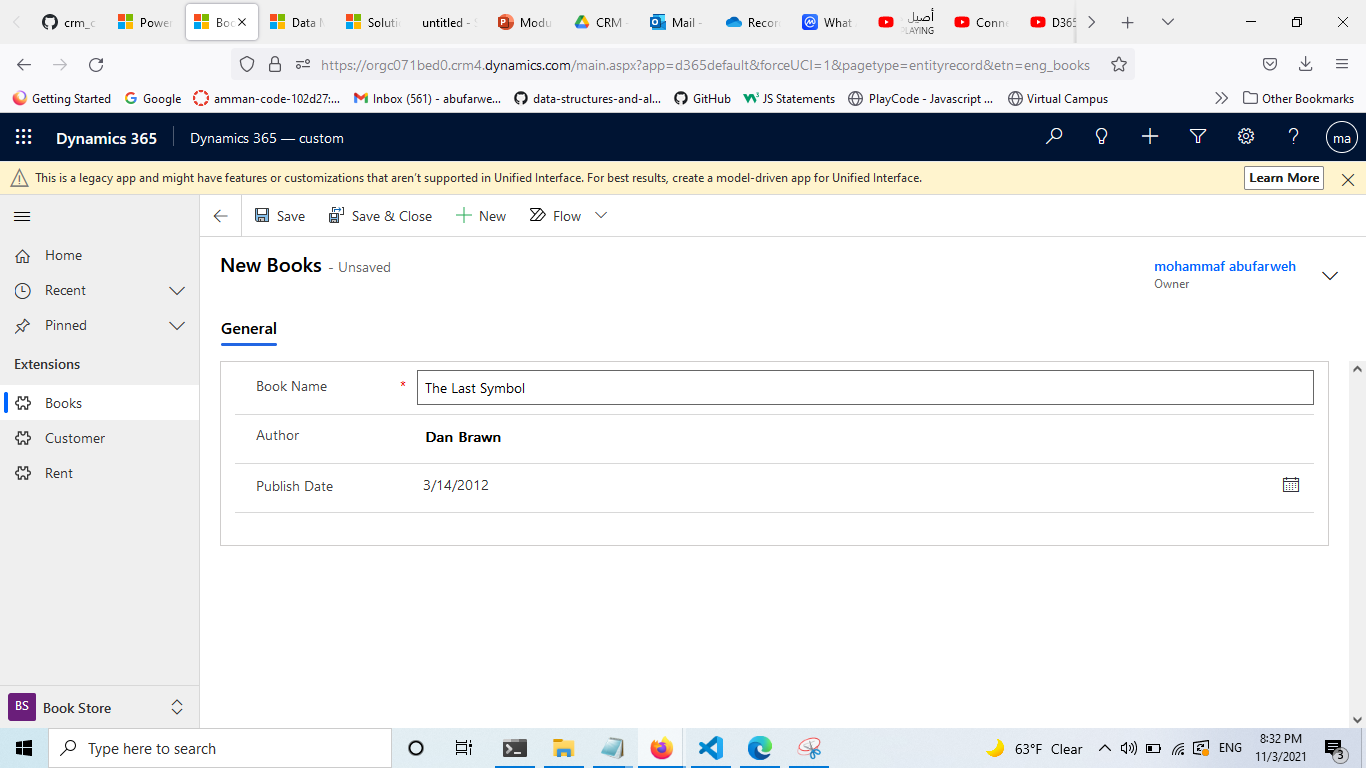 crm_c
Power
Boo
Data M
Soluti
untitled - S
Modu
CRM -
Mail -
Recor
What
أصيل
PLAYING
Conne
D365
https://orgc071bed0.crm4.dynamics.com/main.aspx?app=d365default&forceUCI=1&pagetype=entityrecord&etn=eng_books
Getting Started
Google
amman-code-102d27:...
Inbox (561) - abufarwe...
data-structures-and-al...
GitHub
JS Statements
PlayCode - Javascript ...
Virtual Campus
Other Bookmarks
Dynamics 365
Dynamics 365 — custom
ma
This is a legacy app and might have features or customizations that aren't supported in Unified Interface. For best results, create a model-driven app for Unified Interface.
Learn More
Save
Save & Close
New
Flow
Home
Recent
Pinned
Extensions
Books
Customer
Rent
New Books - Unsaved
mohammaf abufarweh
Owner
General
Book Name * The Last Symbol
Author Dan Brawn
Publish Date 3/14/2012
BS Book Store
Type here to search
63°F Clear
ENG
8:32 PM
11/3/2021
3